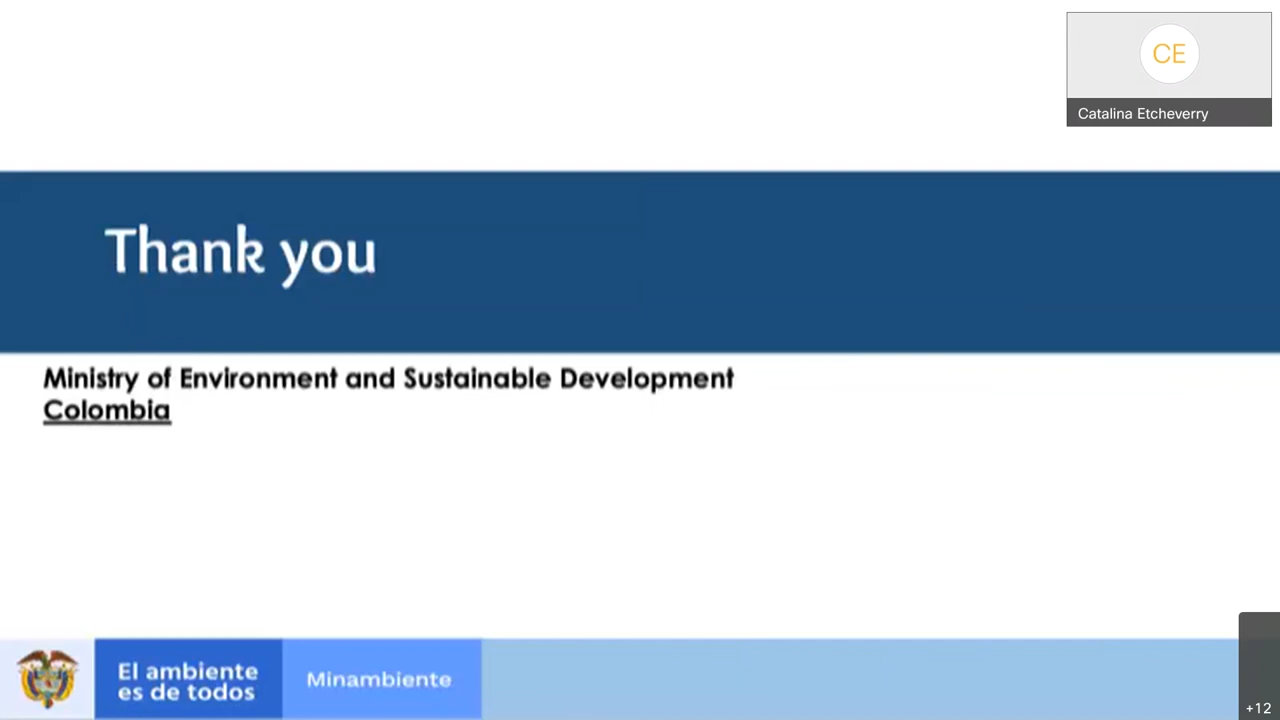 CE
Catalina Etcheverry
Thank you
Ministry of Environment and Sustainable Development
Colombia
El ambiente
es de todos
Minambiente
+12